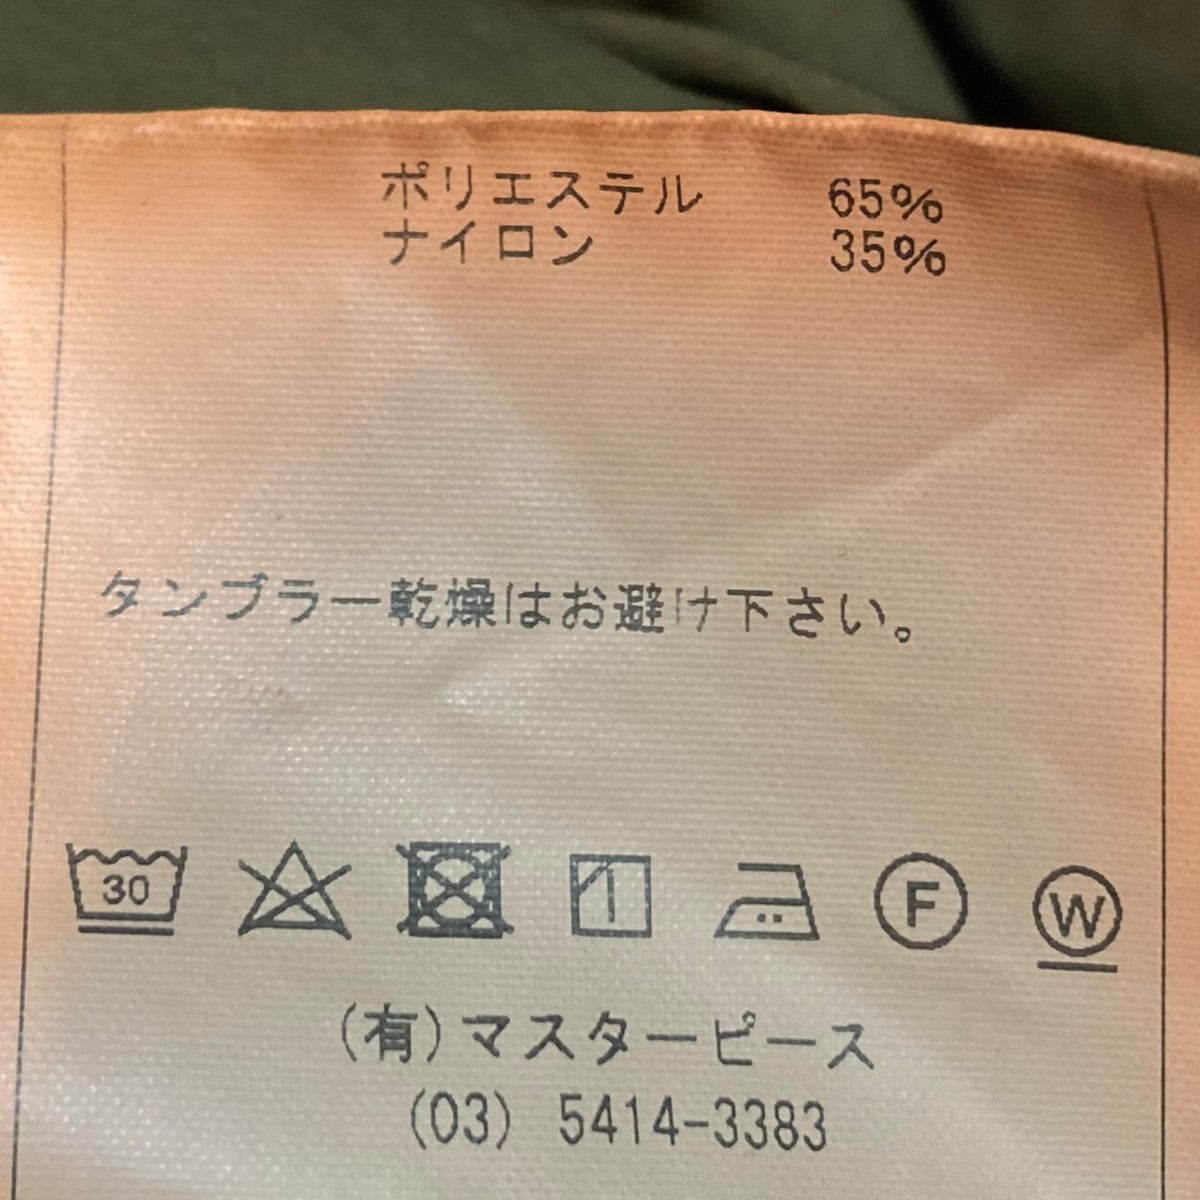 ポリエステル 65%
ナイロン 35%
タンブラー乾燥はお避け下さい。
30 F W
(有)マスターピース
(03) 5414-3383